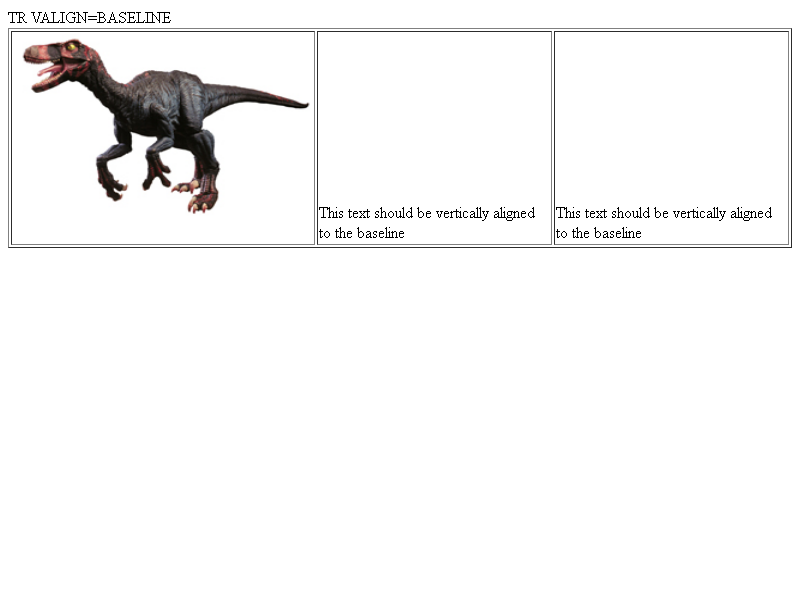 TR VALIGN=BASELINE
This text should be vertically aligned
to the baseline
This text should be vertically aligned
to the baseline